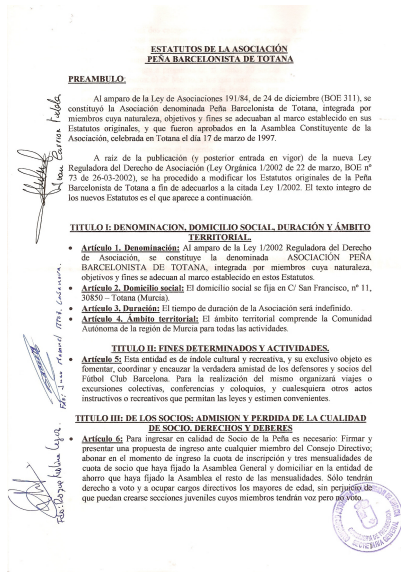 ESTATUTOS DE LA ASOCIACIÓN
PEÑA BARCELONISTA DE TOTANA
PREAMBULO
Al amparo de la Ley de Asociaciones 191/84, de 24 de diciembre (BOE 311), se
constituyó la Asociación denominada Peña Barcelonista de Totana, integrada por
miembros cuya naturaleza, objetivos y fines se adecuaban al marco establecido en sus
Estatutos originales, y que fueron aprobados en la Asamblea Constituyente de la
Asociación, celebrada en Totana el día 17 de marzo de 1997.
A raíz de la publicación (y posterior entrada en vigor) de la nueva Ley
Reguladora del Derecho de Asociación (Ley Orgánica 1/2002 de 22 de marzo, BOE nº
73 de 26-03-2002), se ha procedido a modificar los Estatutos originales de la Peña
Barcelonista de Totana a fin de adecuarlos a la citada Ley 1/2002. El texto integro de
los nuevos Estatutos es el que aparece a continuación.
TITULO I: DENOMINACION, DOMICILIO SOCIAL, DURACIÓN Y ÁMBITO
TERRITORIAL.
• Artículo 1. Denominación: Al amparo de la Ley 1/2002 Reguladora del Derecho
de Asociación, se constituye la denominada ASOCIACIÓN PEÑA
BARCELONISTA DE TOTANA, integrada por miembros cuya naturaleza,
objetivos y fines se adecuan al marco establecido en estos Estatutos.
• Artículo 2. Domicilio social: El domicilio social se fija en C/ San Francisco, nº 11,
30850 – Totana (Murcia).
• Artículo 3. Duración: El tiempo de duración de la Asociación será indefinido.
• Artículo 4. Ámbito territorial: El ámbito territorial comprende la Comunidad
Autónoma de la región de Murcia para todas las actividades.
TITULO II: FINES DETERMINADOS Y ACTIVIDADES.
• Artículo 5: Esta entidad es de indole cultural y recreativa, y su exclusivo objeto es
fomentar, coordinar y encauzar la verdadera amistad de los defensores y socios del
Fútbol Club Barcelona. Para la realización del mismo organizará viajes o
excursiones colectivas, conferencias y coloquios, y cualesquiera otros actos
instructivos o recreativos que permitan las leyes y estimen convenientes.
TITULO III: DE LOS SOCIOS: ADMISION Y PERDIDA DE LA CUALIDAD
DE SOCIO. DERECHOS Y DEBERES
• Artículo 6: Para ingresar en calidad de Socio de la Peña es necesario: Firmar y
presentar una propuesta de ingreso ante cualquier miembro del Consejo Directivo;
abonar en el momento de ingreso la cuota de inscripción y tres mensualidades de
cuota de socio que haya fijado la Asamblea General y domiciliar en la entidad de
ahorro que haya fijado la Asamblea el resto de las mensualidades. Sólo tendrán
derecho a voto y a ocupar cargos directivos los mayores de edad, sin perjuicio de
que puedan crearse secciones juveniles cuyos miembros tendrán voz pero no voto.
Juan
Fdo: Juan Manuel
Fdo: Roque Molina